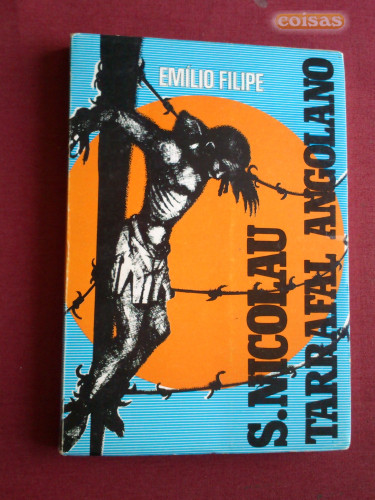 coisas
EMÍLIO FILIPE
S.NICOLAU
TARRAFAL ANGOLANO